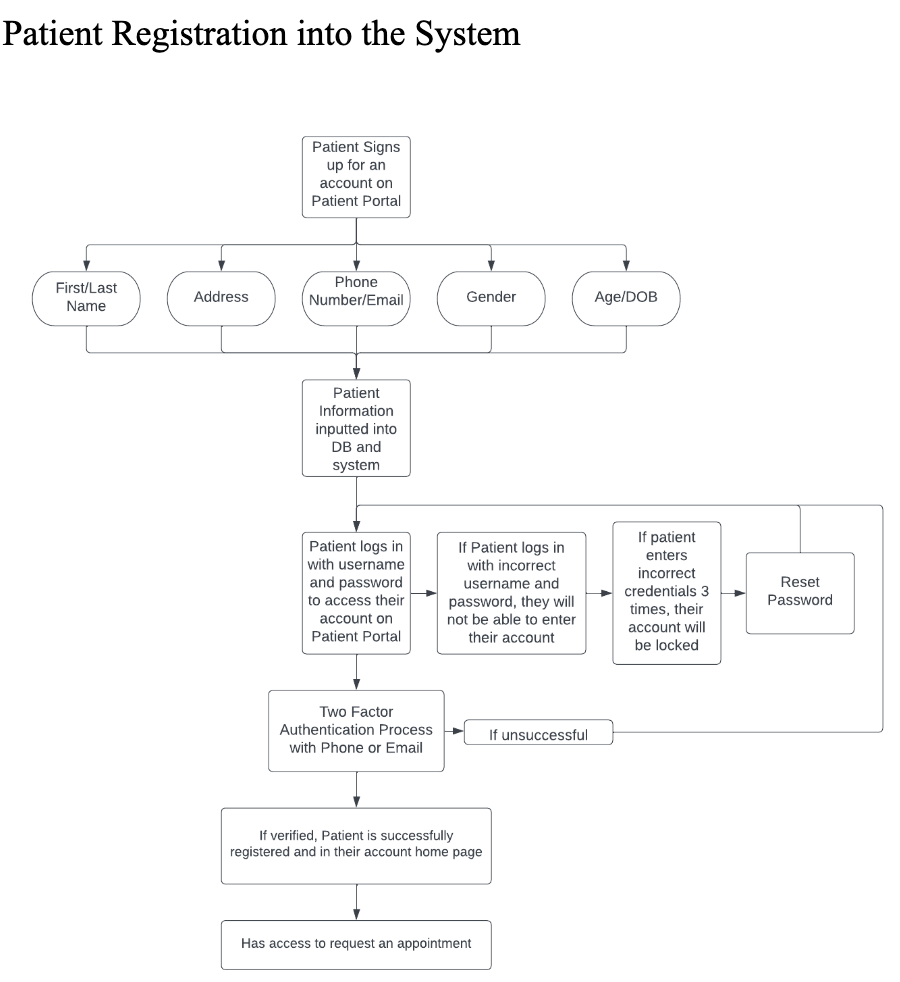 Patient Registration into the System
Patient Signs
up for an
account on
Patient Portal
First/Last
Name
Address
Phone
Number/Email
Gender
Age/DOB
Patient
Information
inputted into
DB and
system
Patient logs in
with username
and password
to access their
account on
Patient Portal
If Patient logs in
with incorrect
username and
password, they will
not be able to enter
their account
If patient
enters
incorrect
credentials 3
times, their
account will
be locked
Reset
Password
Two Factor
Authentication Process
with Phone or Email
If unsuccessful
If verified, Patient is successfully
registered and in their account home page
Has access to request an appointment